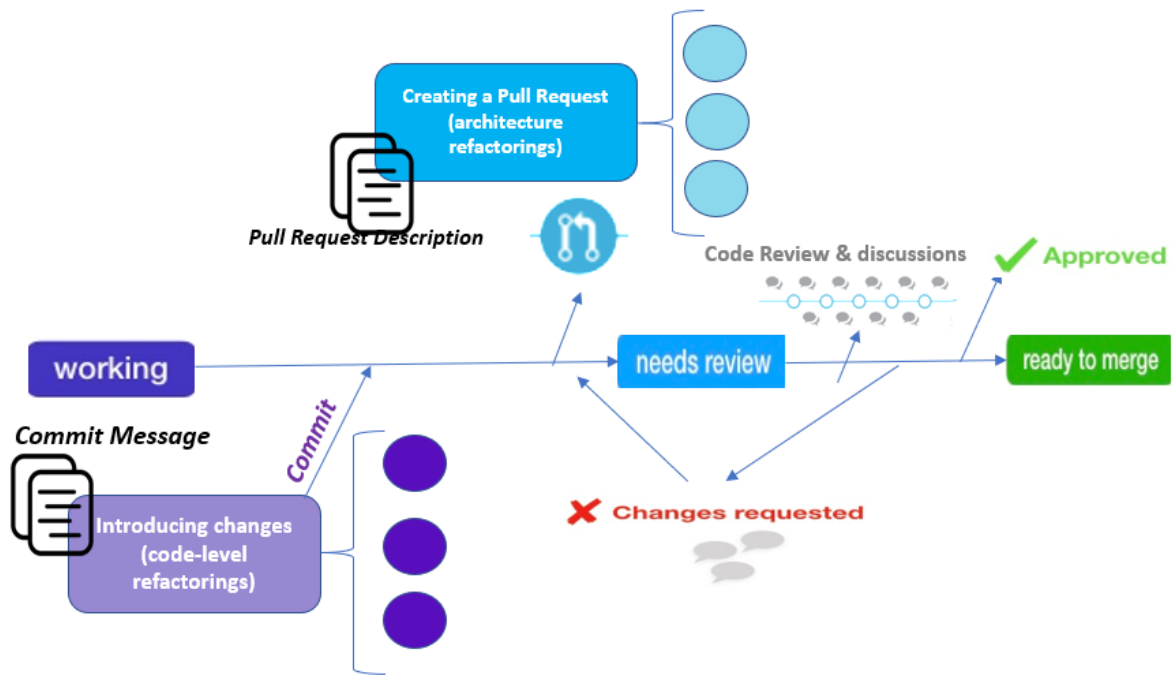 Creating a Pull Request
(architecture
refactorings)
Pull Request Description
Code Review & discussions
Approved
working
needs review
ready to merge
Commit Message
Commit
Introducing changes
(code-level
refactorings)
Changes requested